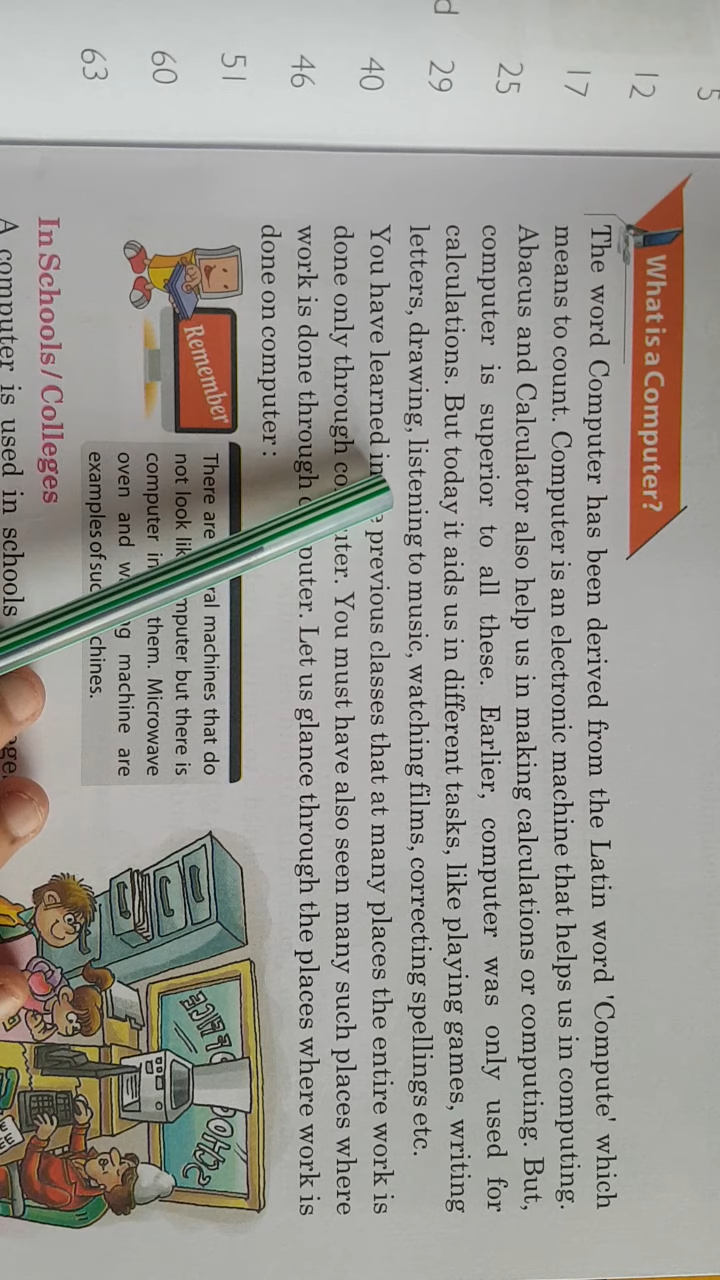 5
12
17
d
25
29
40
46
51
60
63
What is a Computer?
The word Computer has been derived from the Latin word 'Compute' which
means to count. Computer is an electronic machine that helps us in computing.
Abacus and Calculator also help us in making calculations or computing. But,
computer is superior to all these. Earlier, computer was only used for
calculations. But today it aids us in different tasks, like playing games, writing
letters, drawing, listening to music, watching films, correcting spellings etc.
You have learned previous classes that at many places the entire work is
done only through You must have also seen many such places where
work is done through Let us glance through the places where work is
done on computer:
Remember
There are machines that do
not look but there is
computer in them. Microwave
oven and machine are
examples of
In Schools/Colleges
A computer is used in schools